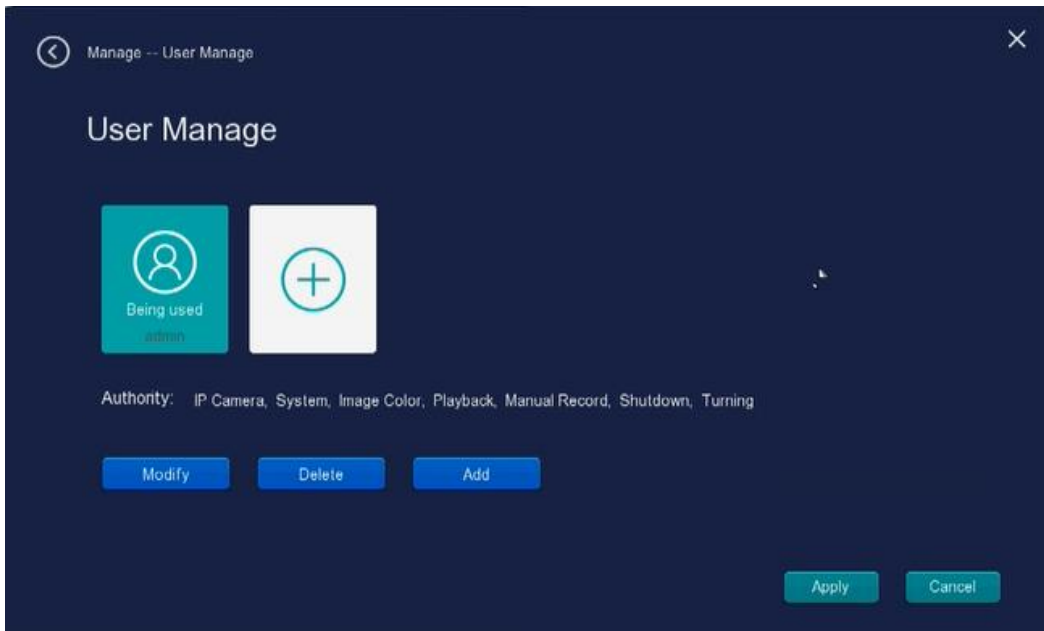 Manage -- User Manage
User Manage
Being used
admin
Authority: IP Camera, System, Image Color, Playback, Manual Record, Shutdown, Turning
Modify Delete Add
Apply Cancel